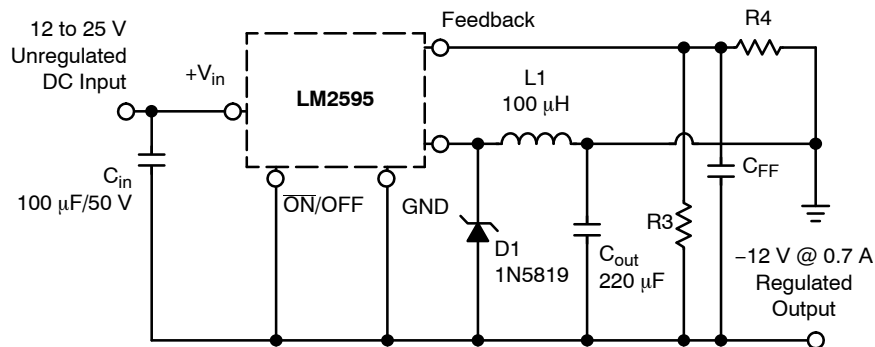 Feedback
12 to 25 V
Unregulated
DC Input
+Vin
LM2595
L1
100 μH
R4
Cin
100 μF/50 V
ON/OFF
GND
D1
1N5819
Cout
220 μF
R3
CFF
−12 V @ 0.7 A
Regulated
Output